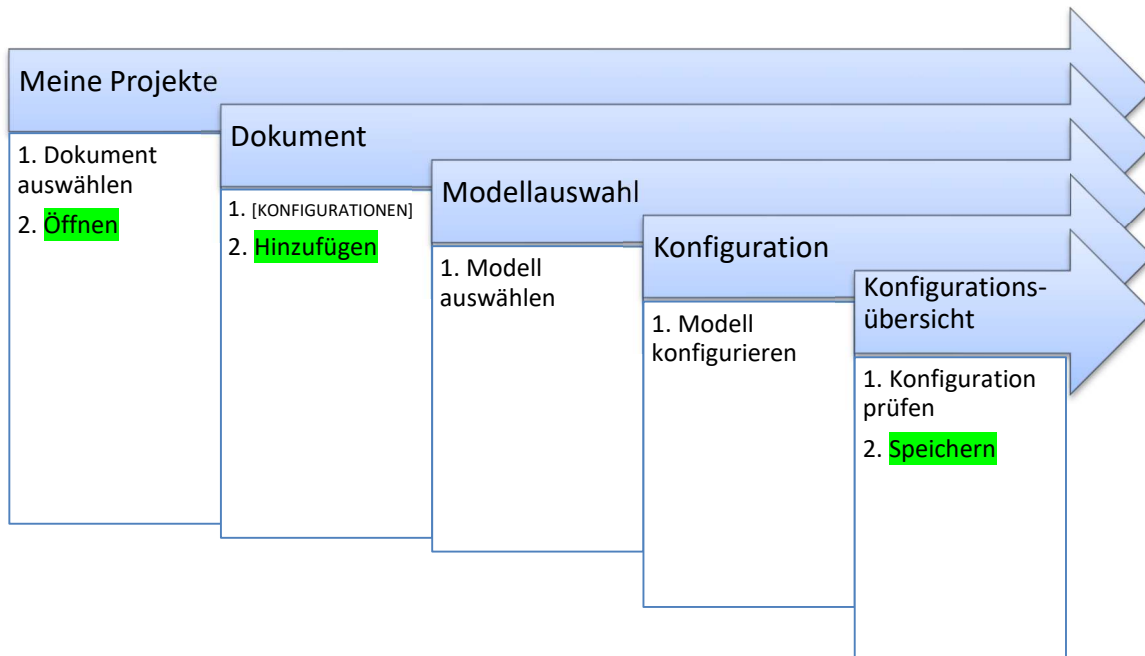 Meine Projekte
1. Dokument
auswählen
2. Öffnen
Dokument
1. [KONFIGURATIONEN]
2. Hinzufügen
Modellauswahl
1. Modell
auswählen
Konfiguration
1. Modell
konfigurieren
Konfigurations-
übersicht
1. Konfiguration
prüfen
2. Speichern